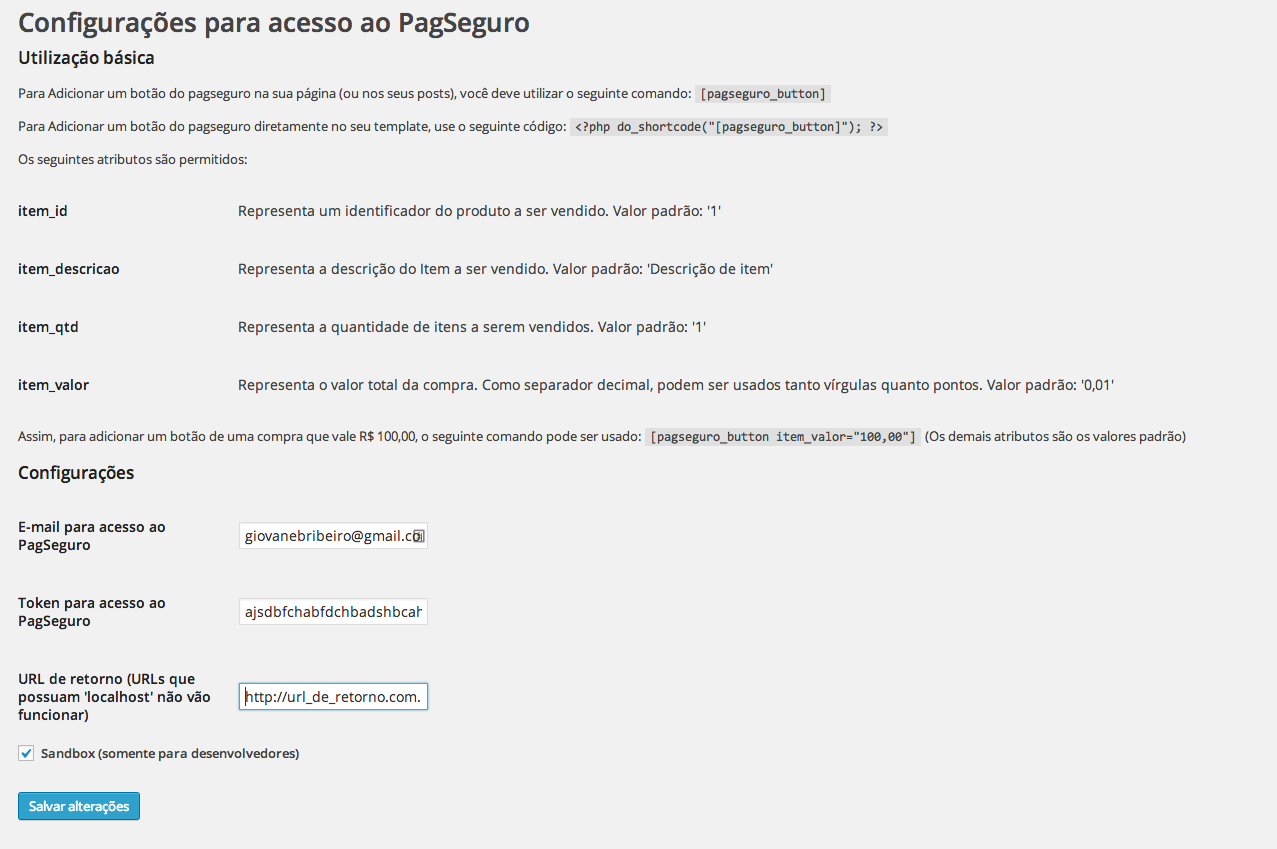 Configurações para acesso ao PagSeguro
Utilização básica
Para Adicionar um botão do pagseguro na sua página (ou nos seus posts), você deve utilizar o seguinte comando: [pagseguro_button]
Para Adicionar um botão do pagseguro diretamente no seu template, use o seguinte código: <?php do_shortcode("[pagseguro_button]"); ?>
Os seguintes atributos são permitidos:
item_id Representa um identificador do produto a ser vendido. Valor padrão: '1'
item_descricao Representa a descrição do Item a ser vendido. Valor padrão: 'Descrição de item'
item_qtd Representa a quantidade de itens a serem vendidos. Valor padrão: '1'
item_valor Representa o valor total da compra. Como separador decimal, podem ser usados tanto vírgulas quanto pontos. Valor padrão: '0,01'
Assim, para adicionar um botão de uma compra que vale R$ 100,00, o seguinte comando pode ser usado: [pagseguro_button item_valor="100,00"] (Os demais atributos são os valores padrão)
Configurações
E-mail para acesso ao
PagSeguro
giovanebribeiro@gmail.co
Token para acesso ao
PagSeguro
ajsdbfchabfdchbadshbcah
URL de retorno (URLs que
possuam 'localhost' não vão
funcionar)
http://url_de_retorno.com.
Sandbox (somente para desenvolvedores)
Salvar alterações